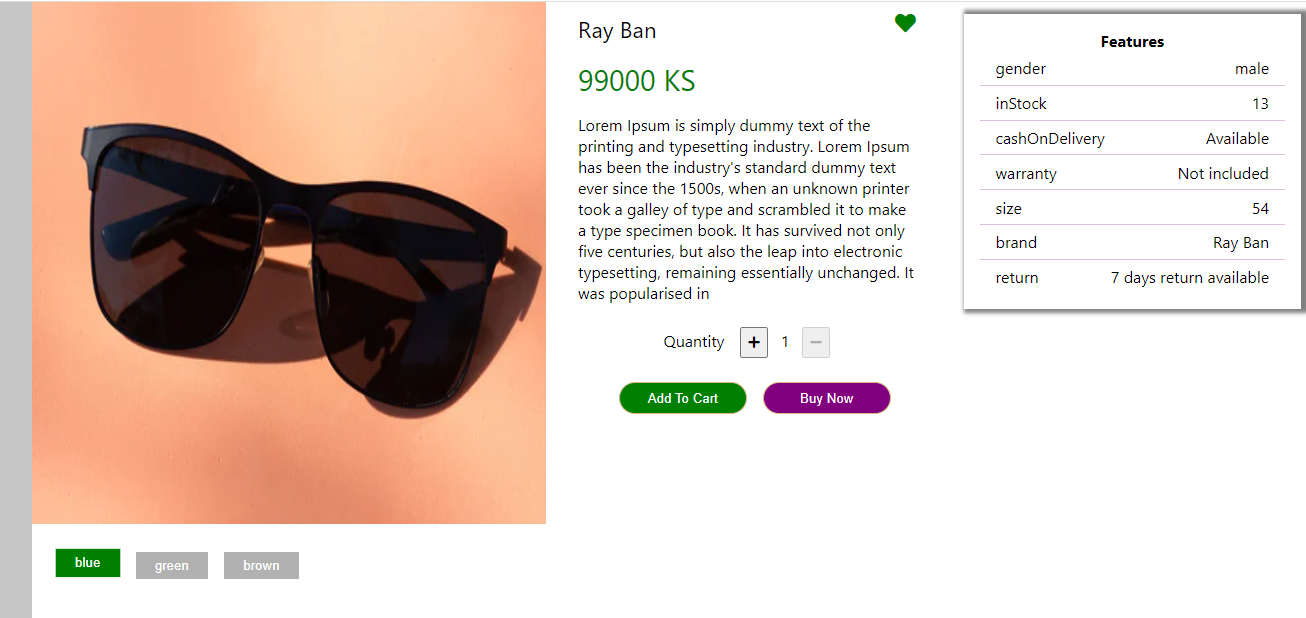 Ray Ban
99000 KS
Lorem Ipsum is simply dummy text of the
printing and typesetting industry. Lorem Ipsum
has been the industry's standard dummy text
ever since the 1500s, when an unknown printer
took a galley of type and scrambled it to make
a type specimen book. It has survived not only
five centuries, but also the leap into electronic
typesetting, remaining essentially unchanged. It
was popularised in
Quantity + 1 −
Add To Cart Buy Now
Features
gender male
inStock 13
cashOnDelivery Available
warranty Not included
size 54
brand Ray Ban
return 7 days return available
blue green brown